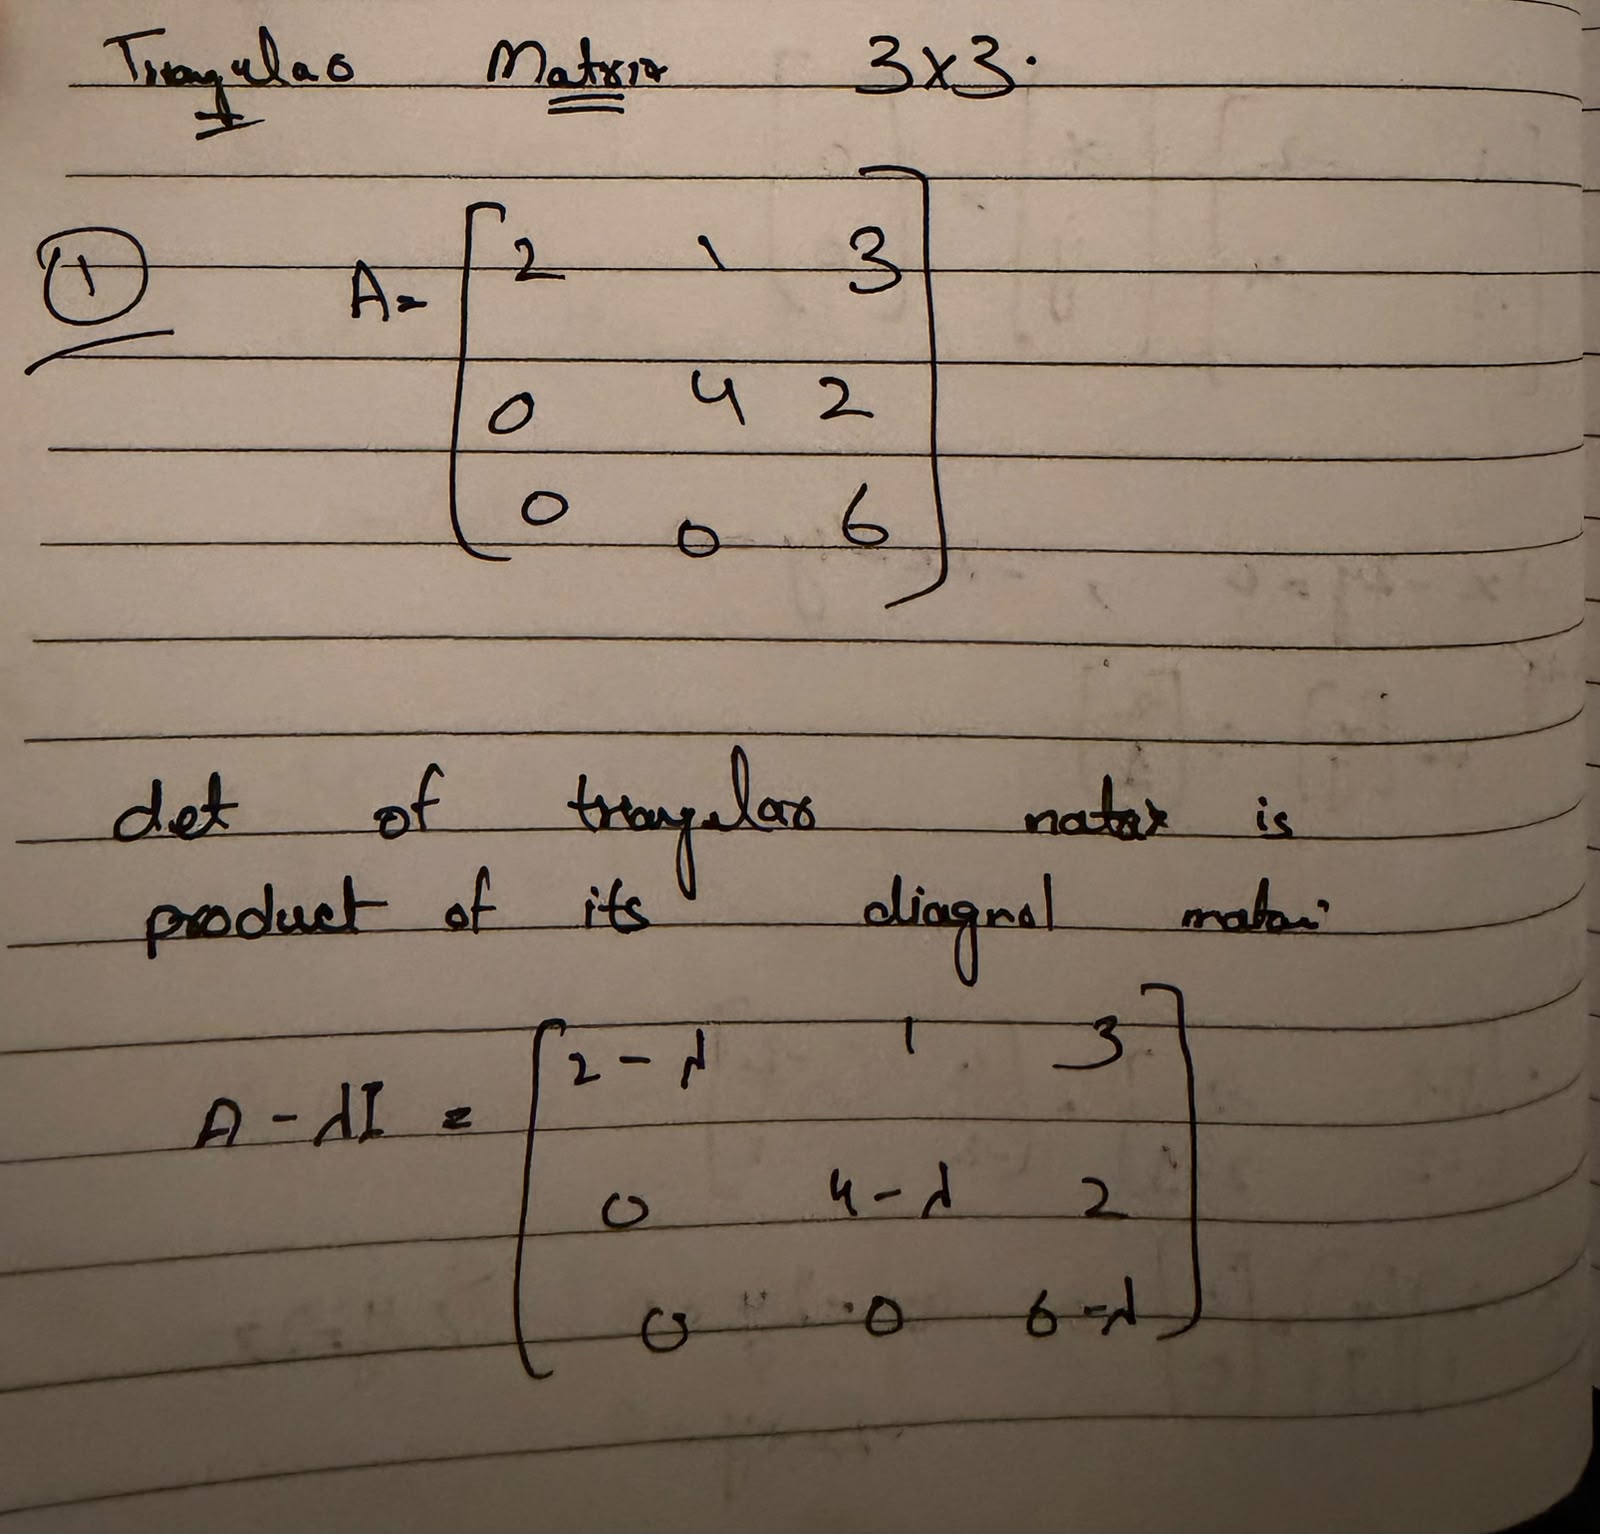 Triangular Matrix 3x3.
1
A = [ 2 1 3
0 4 2
0 0 6 ]
det of triangular matrix is
product of its diagnol
A - λI = [ 2-λ 1 3
0 4-λ 2
0 0 6-λ ]